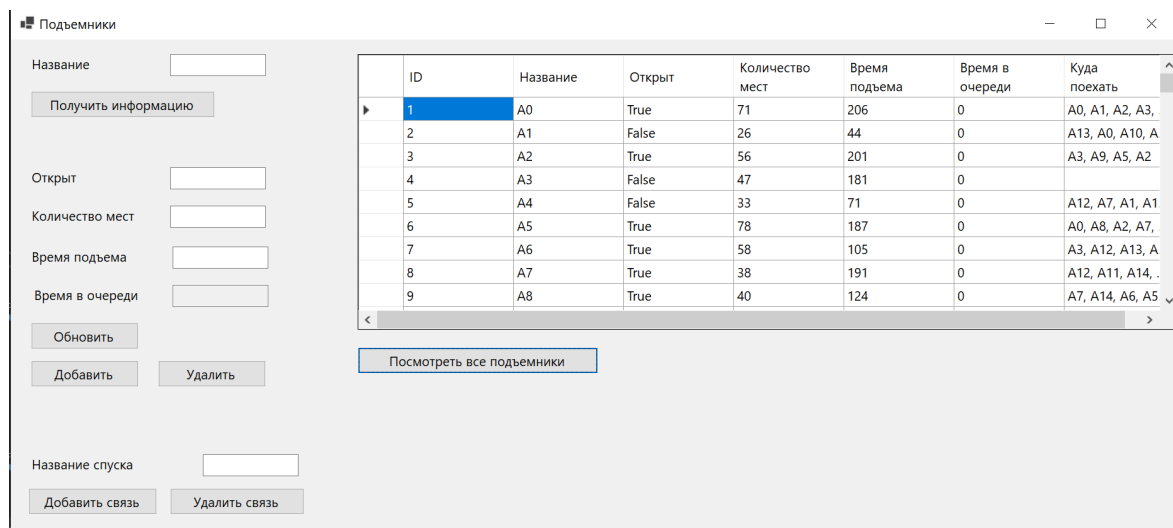 Подъемники
Название
Получить информацию
Открыт
Количество мест
Время подъема
Время в очереди
Обновить
Добавить Удалить
Название спуска
Добавить связь Удалить связь
ID Название Открыт Количество мест Время подъема Время в очереди Куда поехать
1 A0 True 71 206 0 A0, A1, A2, A3,
2 A1 False 26 44 0 A13, A0, A10, A
3 A2 True 56 201 0 A3, A9, A5, A2
4 A3 False 47 181 0
5 A4 False 33 71 0 A12, A7, A1, A1
6 A5 True 78 187 0 A0, A8, A2, A7, .
7 A6 True 58 105 0 A3, A12, A13, A
8 A7 True 38 191 0 A12, A11, A14, .
9 A8 True 40 124 0 A7, A14, A6, A5
Посмотреть все подъемники